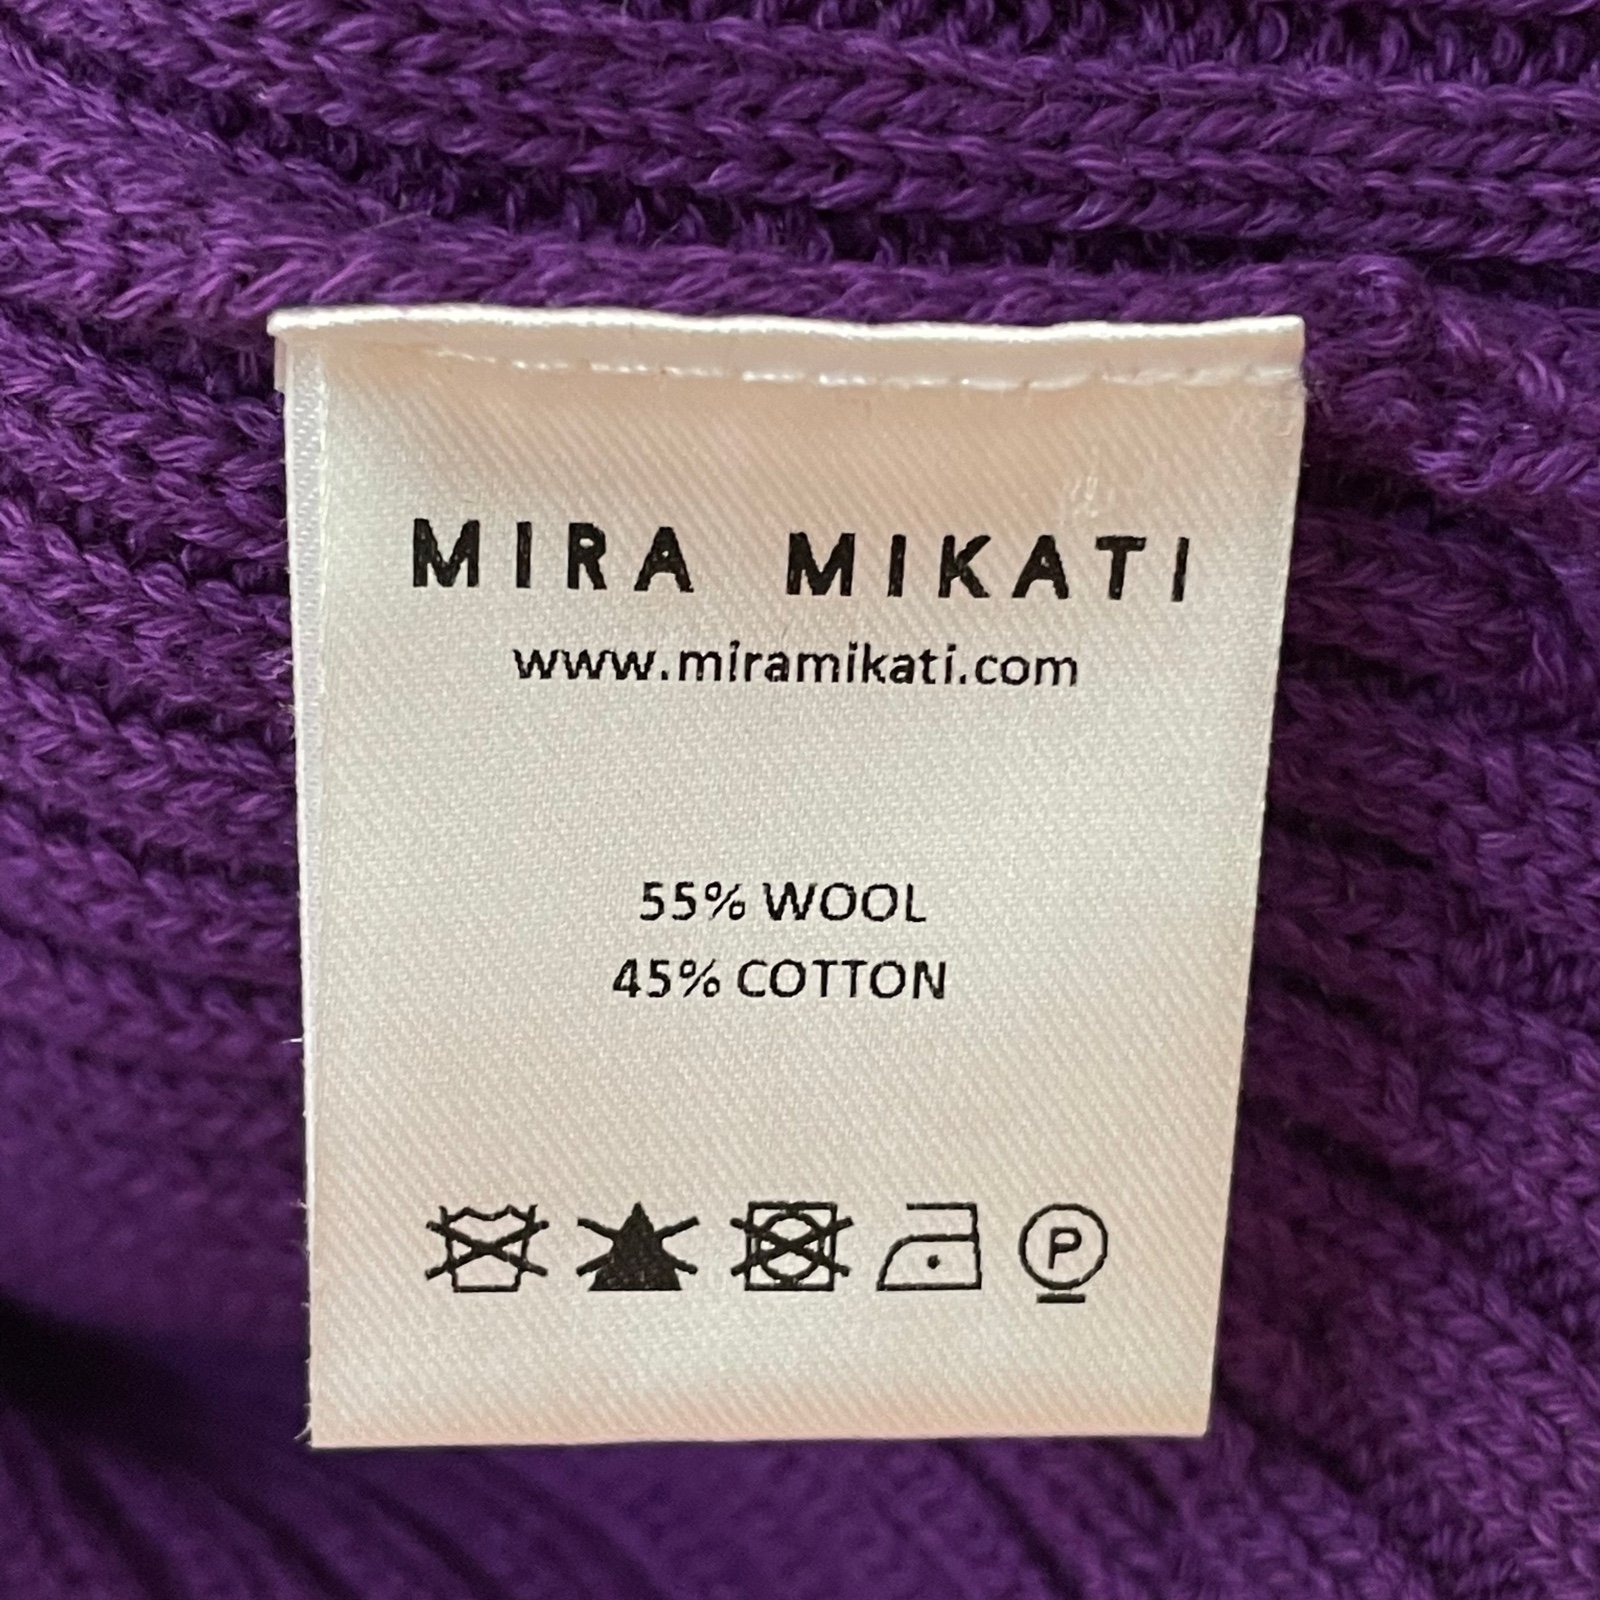 MIRA MIKATI
www.miramikati.com
55% WOOL
45% COTTON
P